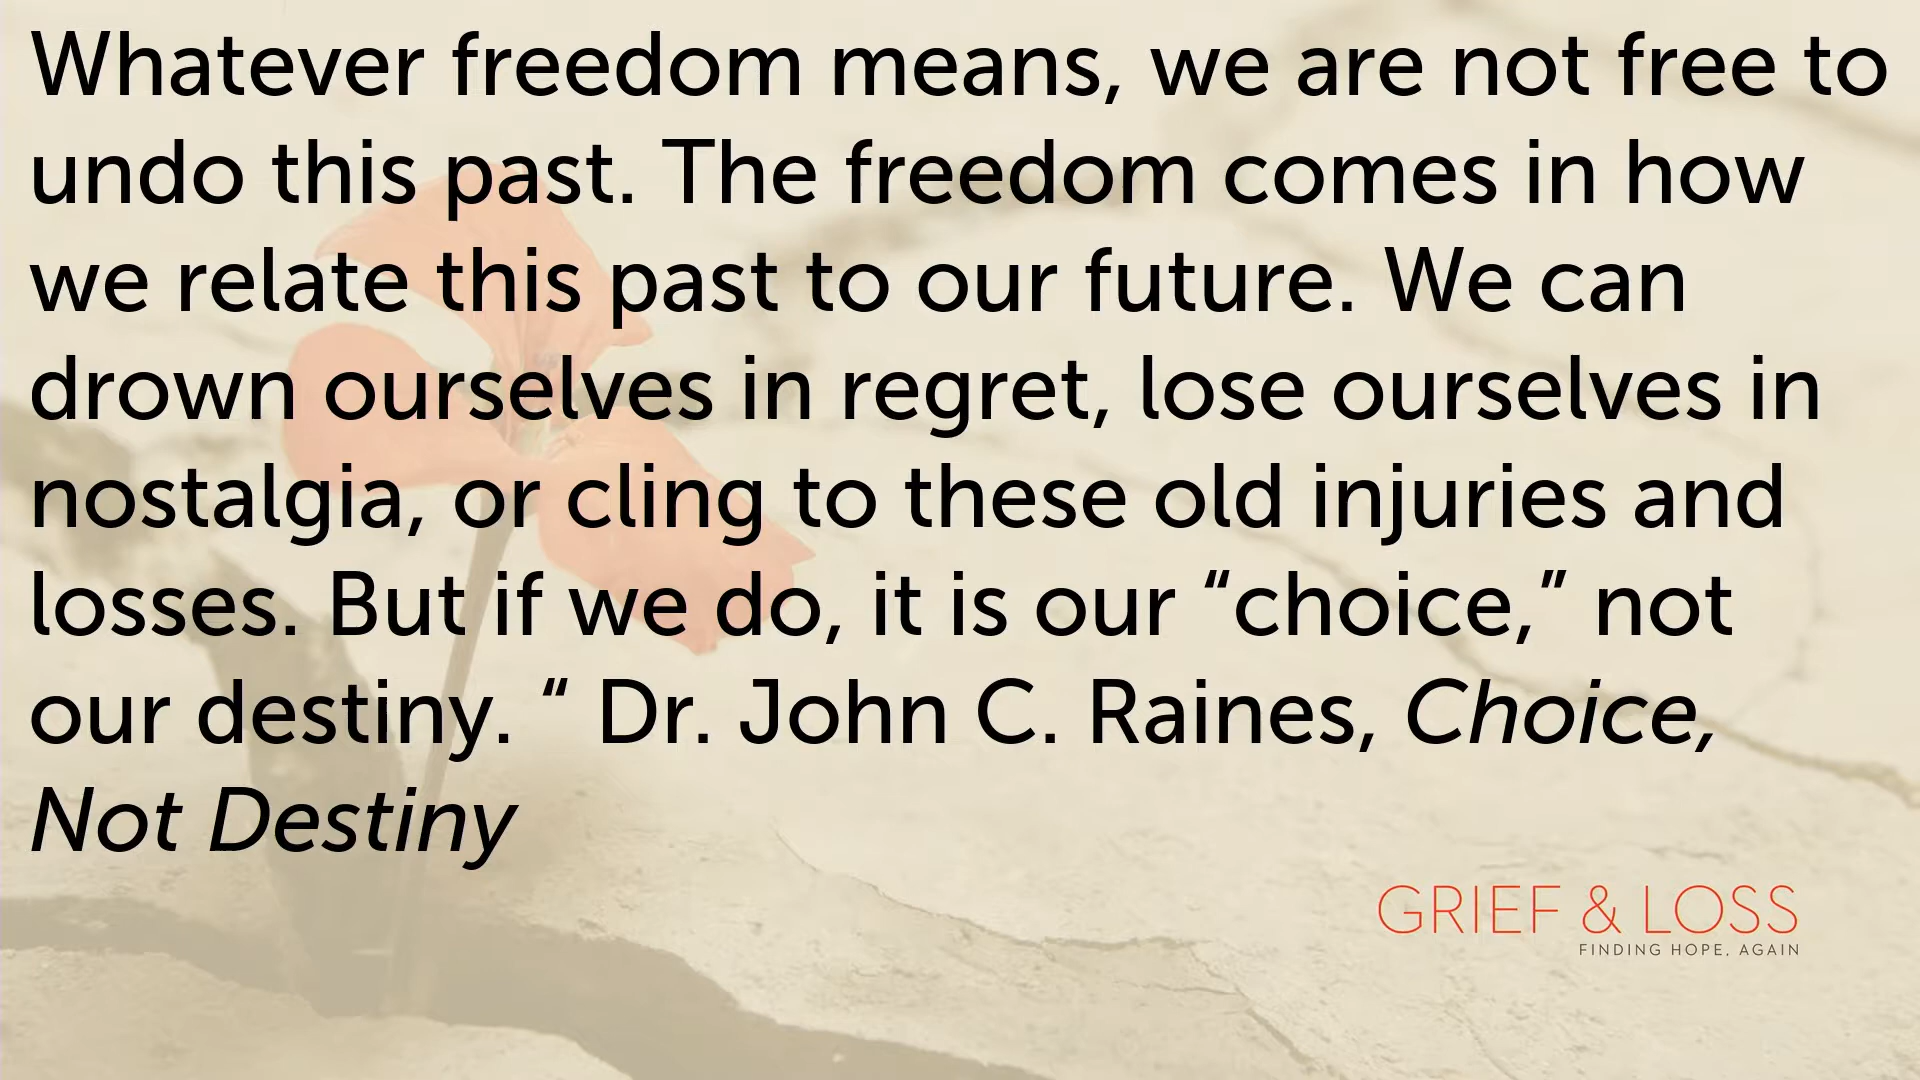 Whatever freedom means, we are not free to
undo this past. The freedom comes in how
we relate this past to our future. We can
drown ourselves in regret, lose ourselves in
nostalgia, or cling to these old injuries and
losses. But if we do, it is our “choice,” not
our destiny. “ Dr. John C. Raines, Choice,
Not Destiny
GRIEF & LOSS
FINDING HOPE. AGAIN